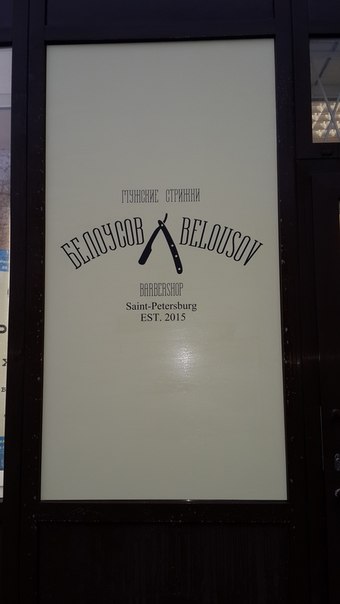 МУЖСКИЕ СТРИЖКИ
БЕЛОУСОВ BELOUSOV
BARBERSHOP
Saint-Petersburg
EST. 2015